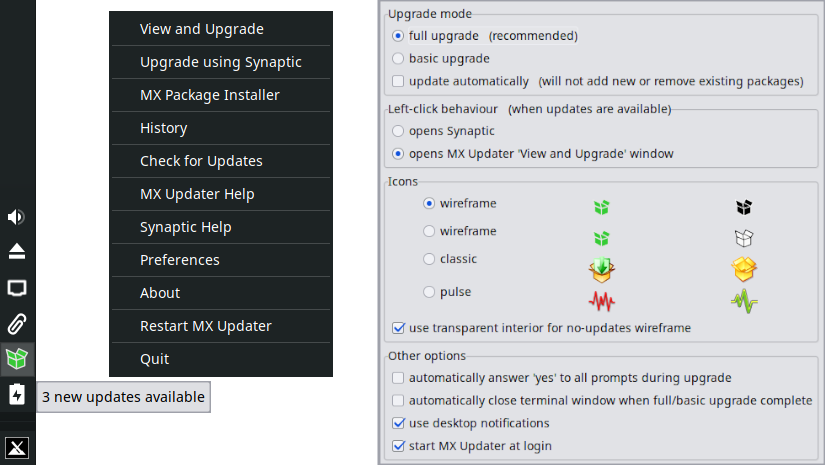 View and Upgrade
Upgrade using Synaptic
MX Package Installer
History
Check for Updates
MX Updater Help
Synaptic Help
Preferences
About
Restart MX Updater
Quit
3 new updates available
Upgrade mode
full upgrade (recommended)
basic upgrade
update automatically (will not add new or remove existing packages)
Left-click behaviour (when updates are available)
opens Synaptic
opens MX Updater 'View and Upgrade' window
Icons
wireframe
wireframe
classic
pulse
use transparent interior for no-updates wireframe
Other options
automatically answer 'yes' to all prompts during upgrade
automatically close terminal window when full/basic upgrade complete
use desktop notifications
start MX Updater at login